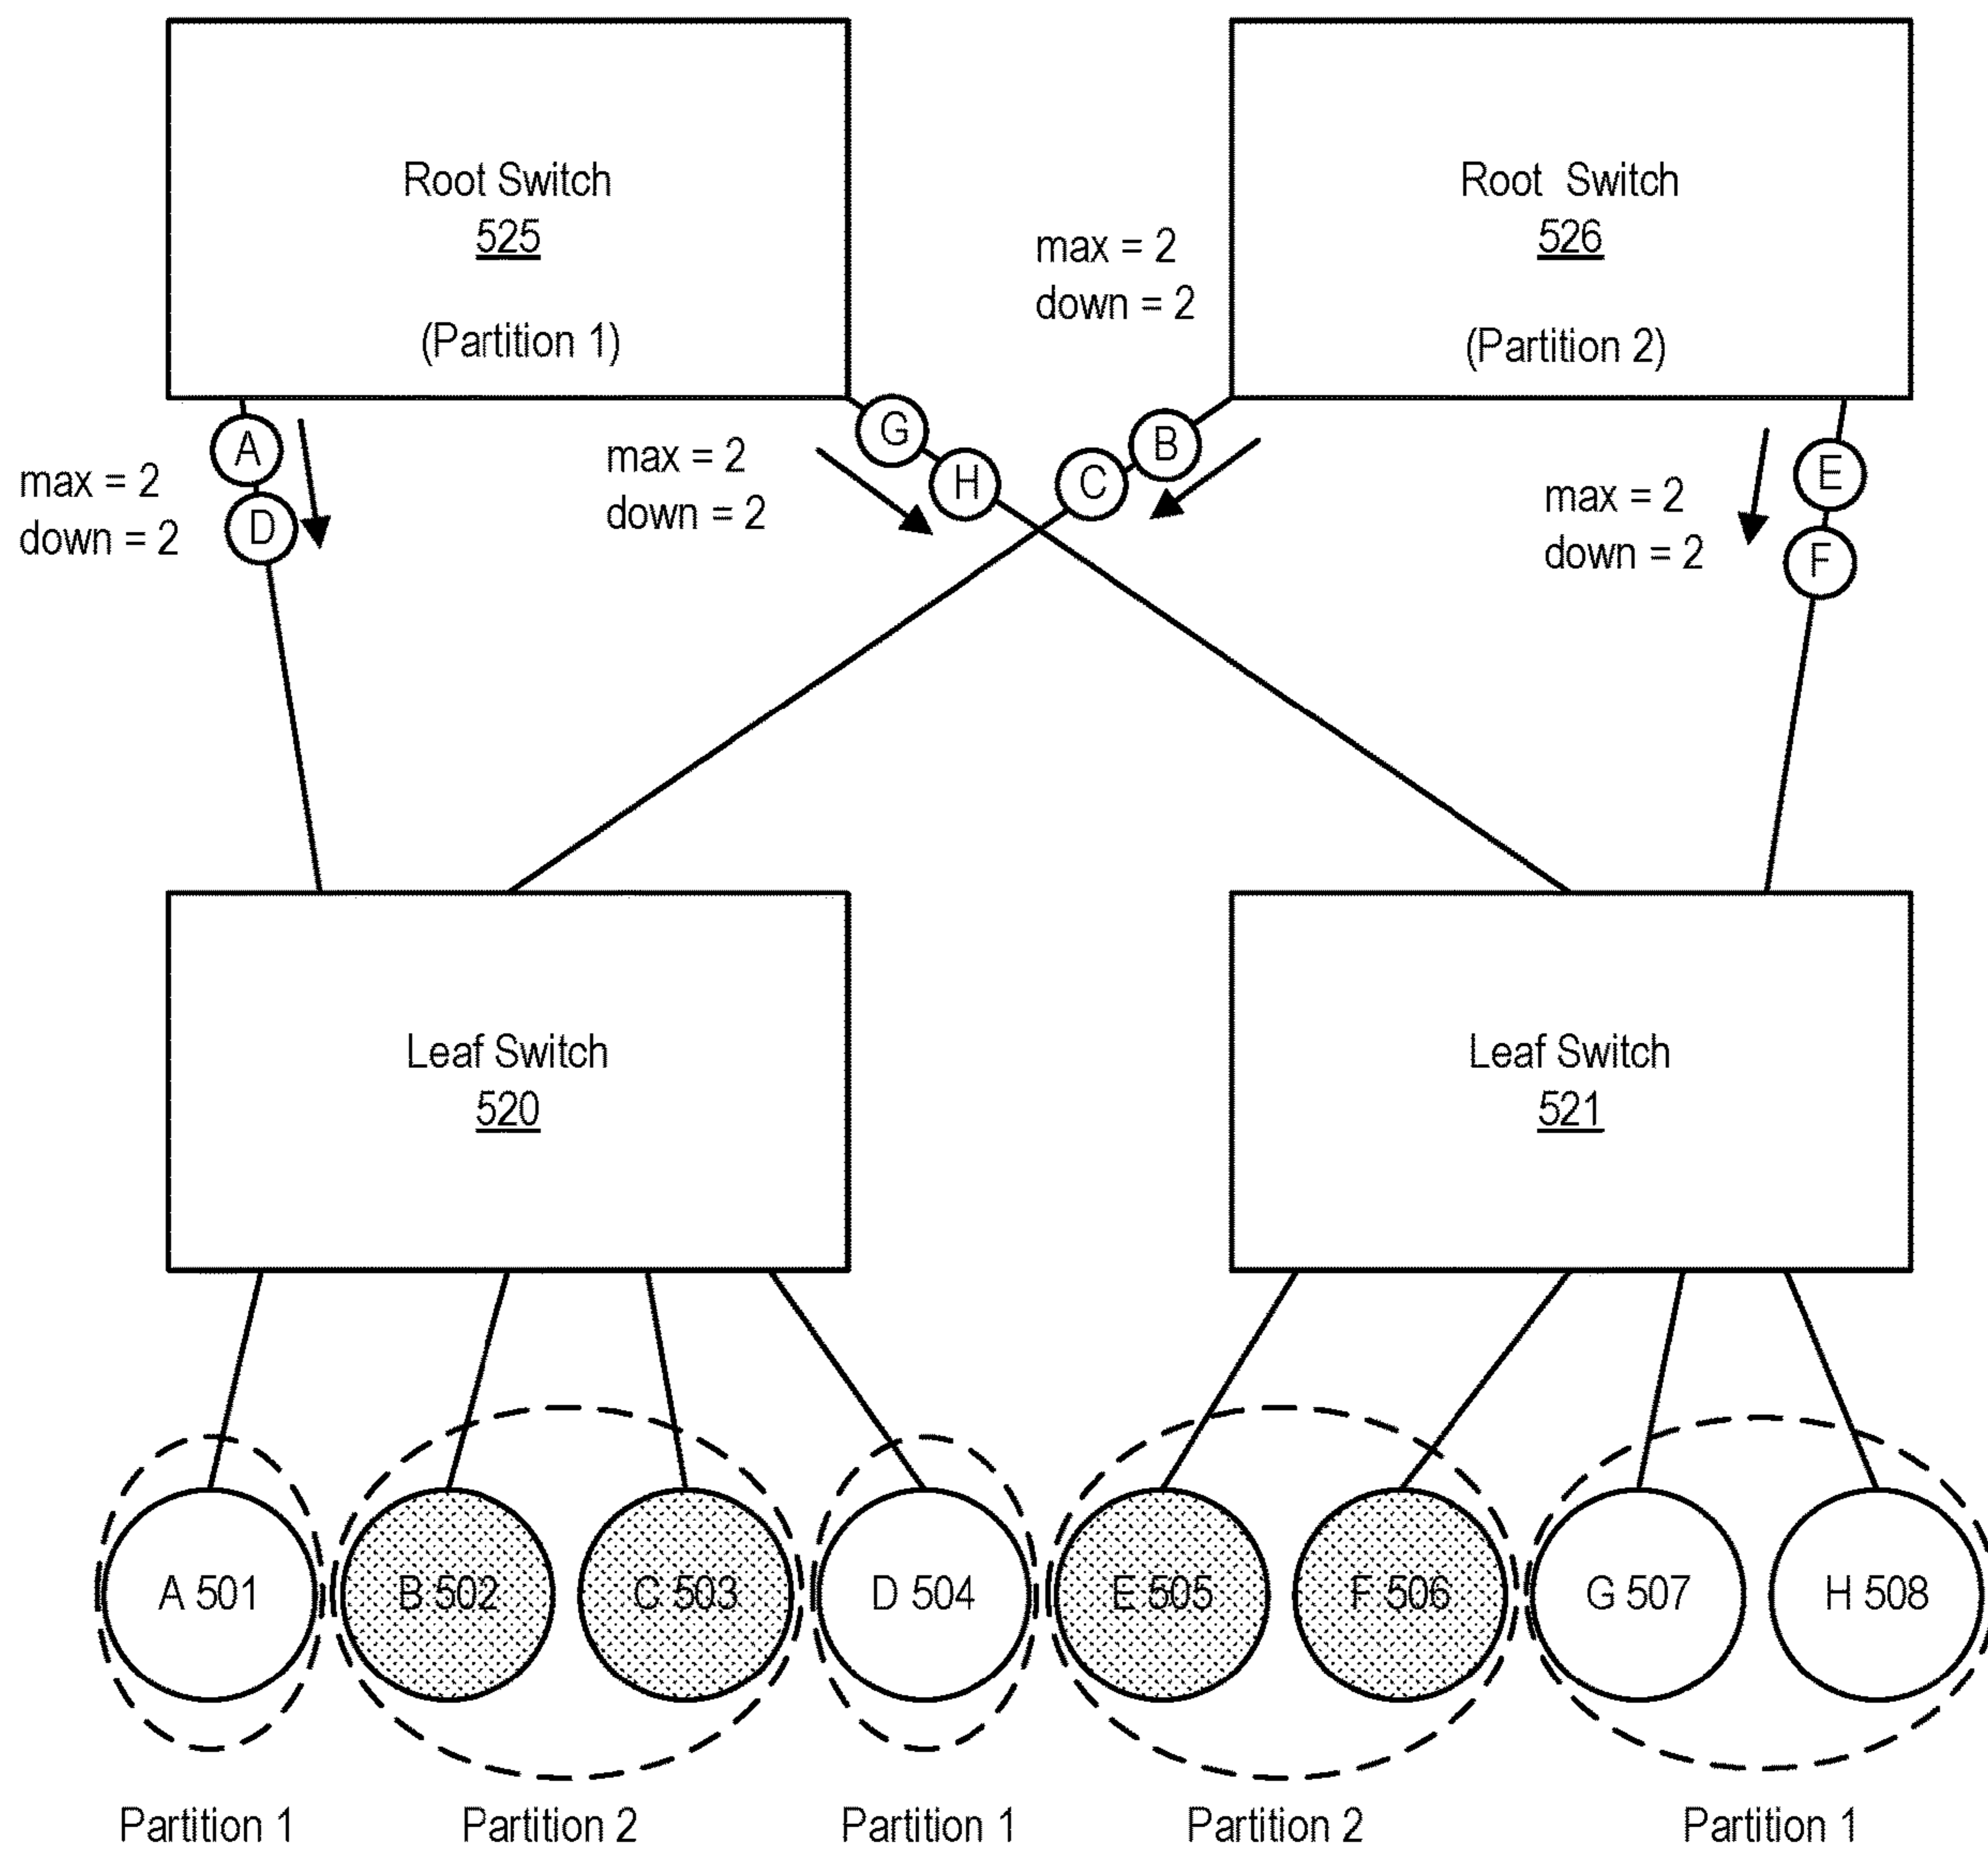 Root Switch
525
(Partition 1)
Root Switch
526
(Partition 2)
max = 2
down = 2
A
D
max = 2
down = 2
G
H
max = 2
down = 2
B
C
max = 2
down = 2
E
F
Leaf Switch
520
Leaf Switch
521
A 501
B 502
C 503
D 504
E 505
F 506
G 507
H 508
Partition 1
Partition 2
Partition 1
Partition 2
Partition 1